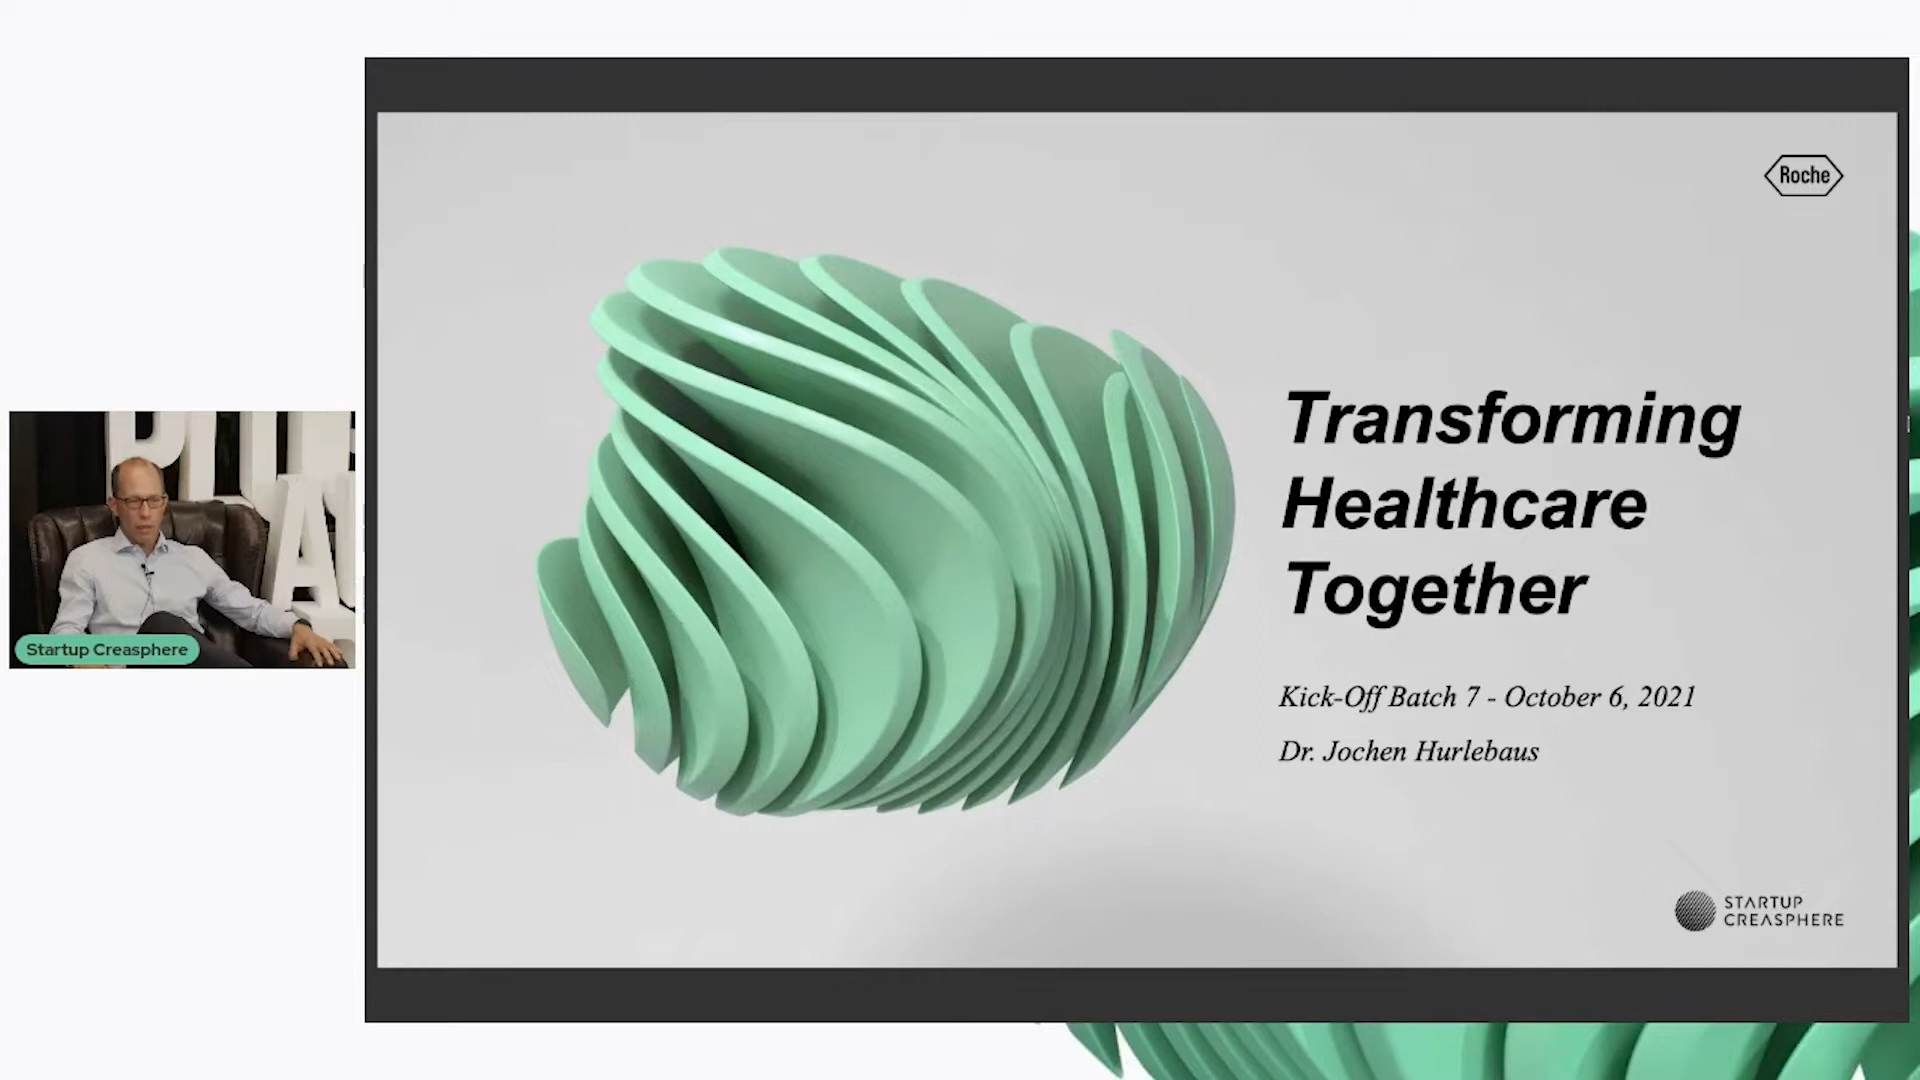 Roche
Transforming
Healthcare
Together
Kick-Off Batch 7 - October 6, 2021
Dr. Jochen Hurlebaus
Startup Creasphere
STARTUP
CREASPHERE